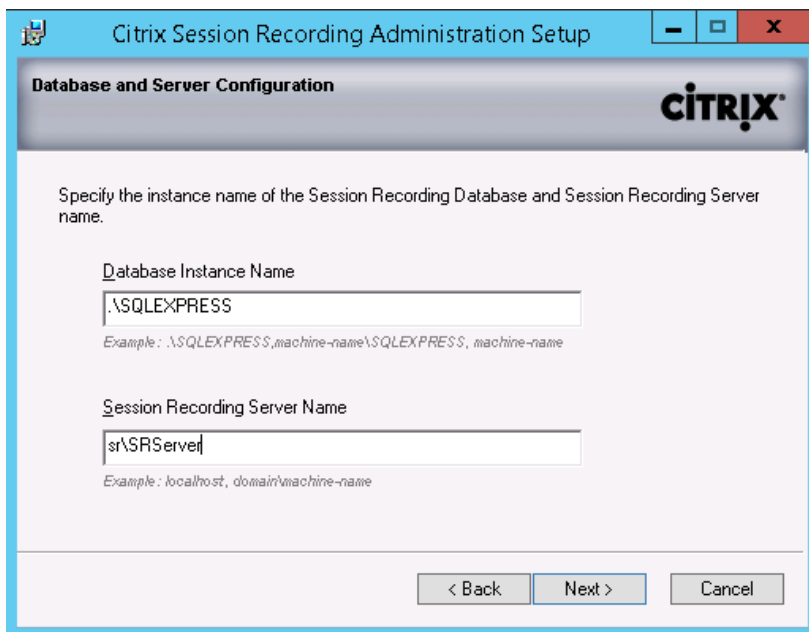 Citrix Session Recording Administration Setup
Database and Server Configuration
CİTRIX
Specify the instance name of the Session Recording Database and Session Recording Server
name.
Database Instance Name
.\SQLEXPRESS
Example: .\SQLEXPRESS,machine-name\SQLEXPRESS, machine-name
Session Recording Server Name
sr\SRServer
Example: localhost, domain\machine-name
< Back
Next >
Cancel